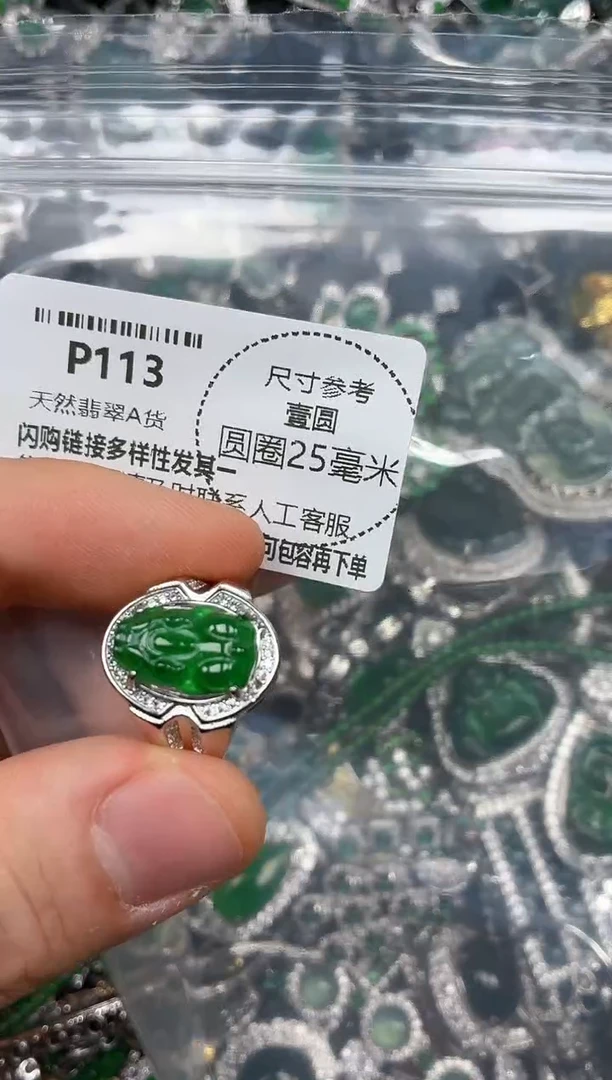 P113
天然翡翠A货
闪购链接多样性发其一
时联系人工客服
包容再下单
尺寸参考
壹圆
圆圈25毫米